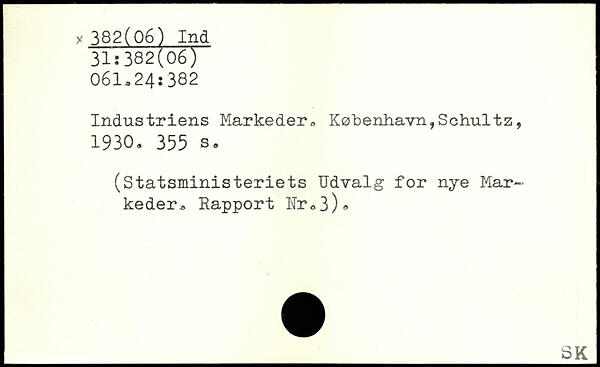 x 382(06) Ind
31:382(06)
061.24:382
Industriens Markeder. København,Schultz,
1930. 355 s.
(Statsministeriets Udvalg for nye Mar-
keder. Rapport Nr.3).
SK